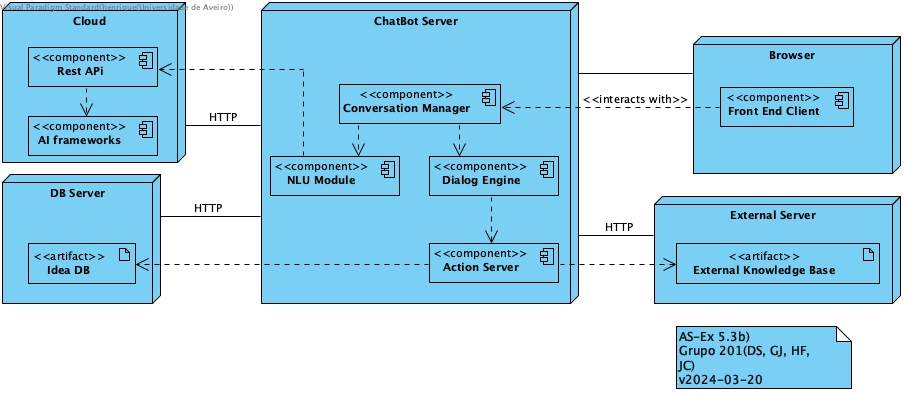 Visual Paradigm Standard(henrique(Universidade de Aveiro))
Cloud
<<component>>
Rest APi
<<component>>
AI frameworks
HTTP
ChatBot Server
<<component>>
Conversation Manager
<<component>>
NLU Module
<<component>>
Dialog Engine
<<component>>
Action Server
Browser
<<interacts with>>
<<component>>
Front End Client
DB Server
HTTP
<<artifact>>
Idea DB
HTTP
External Server
<<artifact>>
External Knowledge Base
AS-Ex 5.3b)
Grupo 201(DS, GJ, HF,
JC)
v2024-03-20